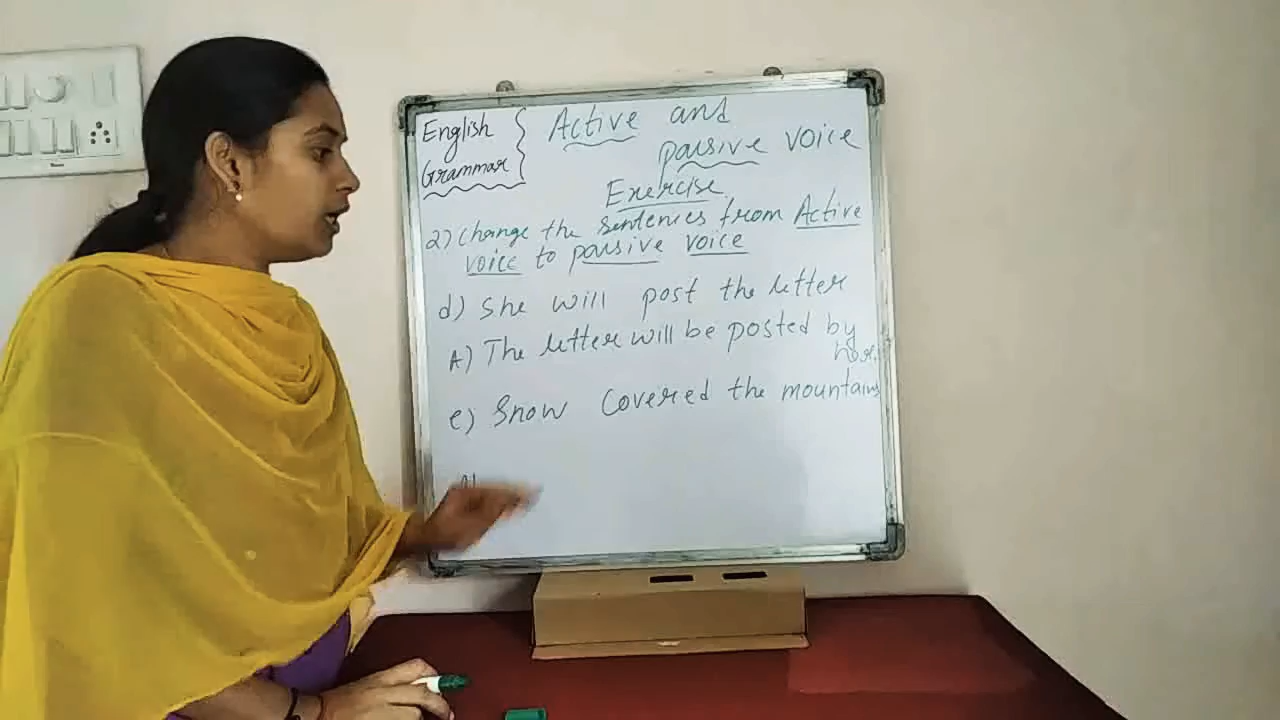 English
Grammar
Active and
passive voice
Exercise
2) Change the sentences from Active
voice to passive voice
d) She will post the letter
A) The letter will be posted by
her.
e) Snow covered the mountains